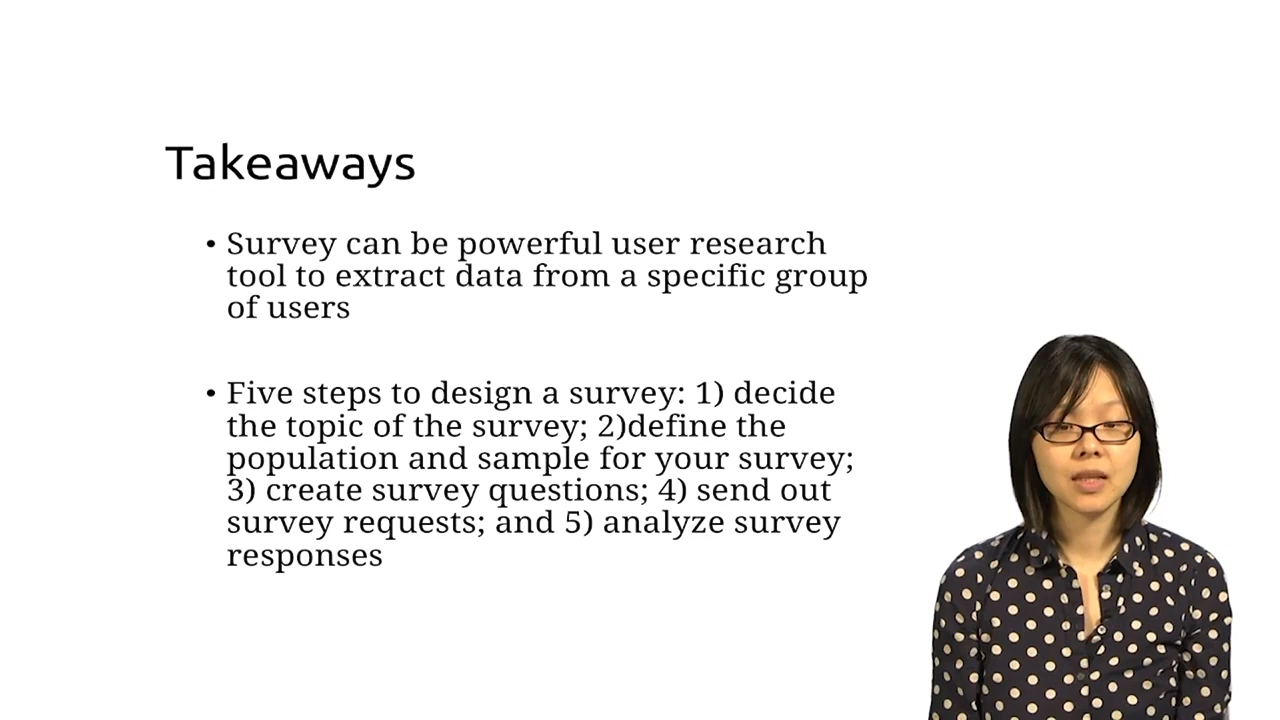 Takeaways
• Survey can be powerful user research
tool to extract data from a specific group
of users
• Five steps to design a survey: 1) decide
the topic of the survey; 2)define the
population and sample for your survey;
3) create survey questions; 4) send out
survey requests; and 5) analyze survey
responses